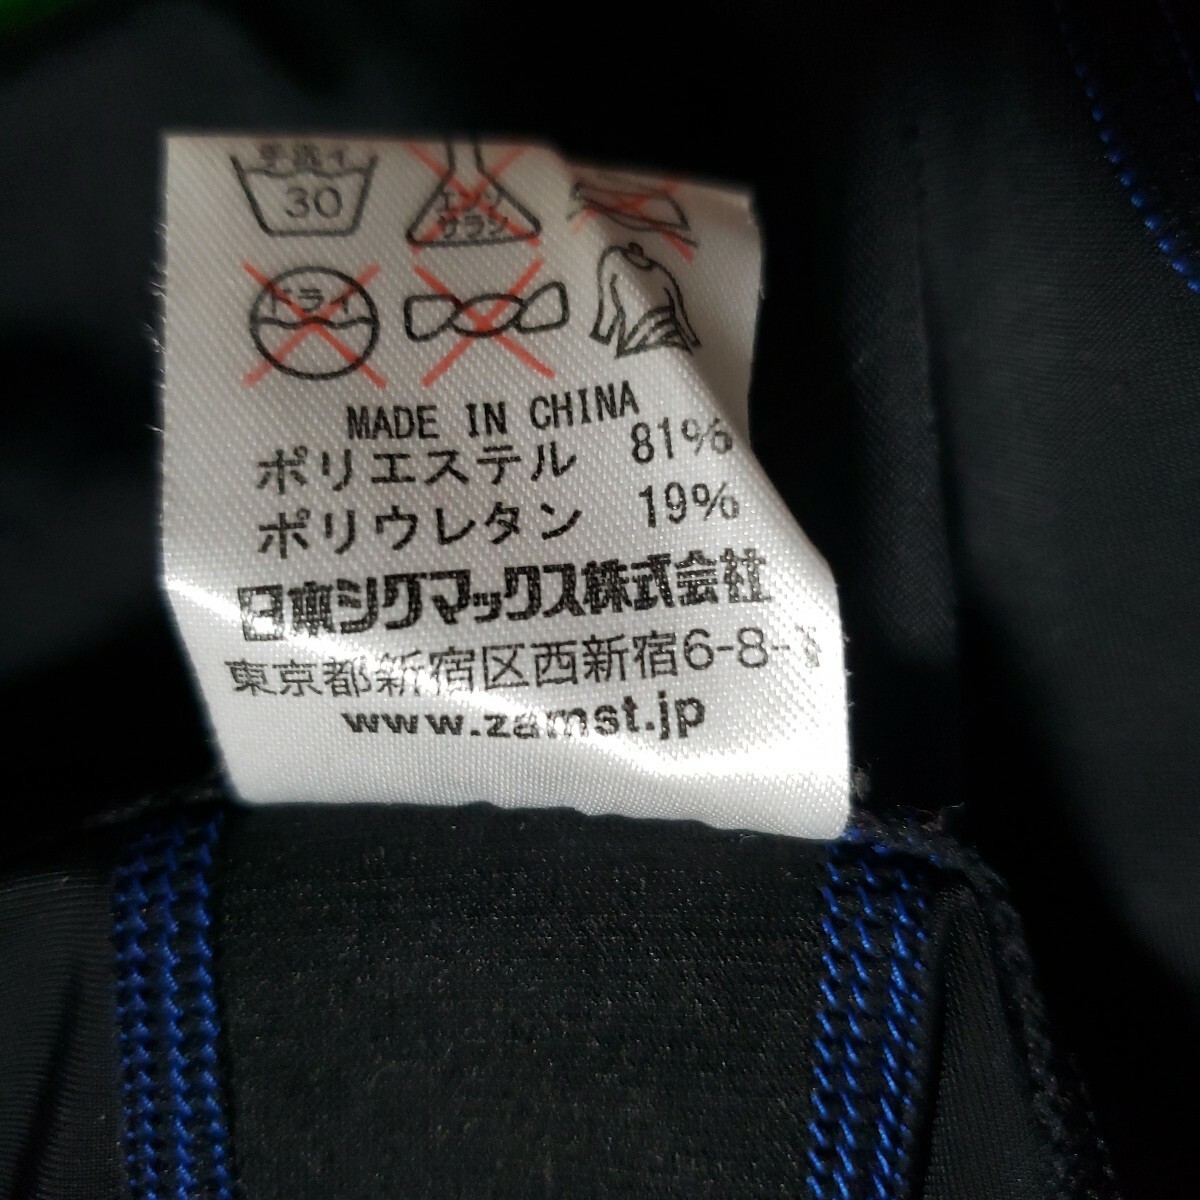 手洗イ
30
エンソ
サラシ
ドライ
MADE IN CHINA
ポリエステル 81%
ポリウレタン 19%
日本シグマックス株式会社
東京都新宿区西新宿6-8-
www.zamst.jp